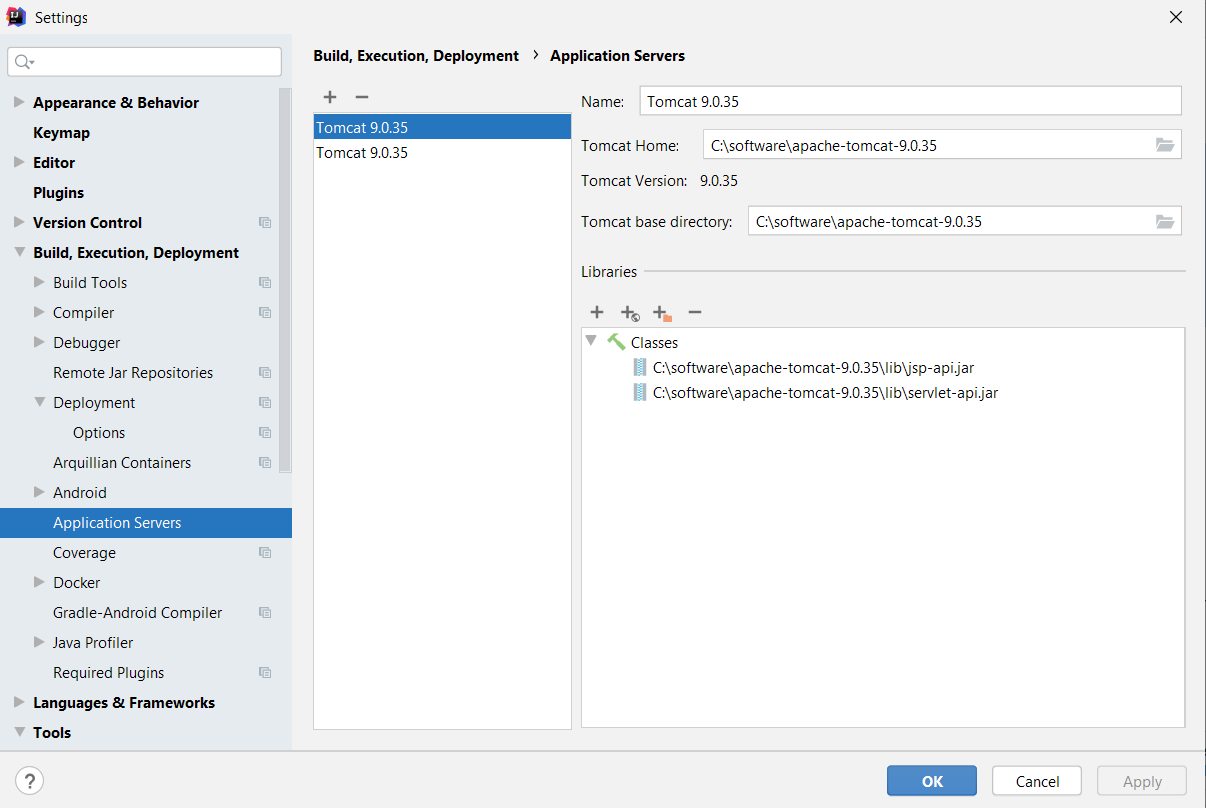 Settings
Appearance & Behavior
Keymap
Editor
Plugins
Version Control
Build, Execution, Deployment
Build Tools
Compiler
Debugger
Remote Jar Repositories
Deployment
Options
Arquillian Containers
Android
Application Servers
Coverage
Docker
Gradle-Android Compiler
Java Profiler
Required Plugins
Languages & Frameworks
Tools
Build, Execution, Deployment › Application Servers
Tomcat 9.0.35
Tomcat 9.0.35
Name: Tomcat 9.0.35
Tomcat Home: C:\software\apache-tomcat-9.0.35
Tomcat Version: 9.0.35
Tomcat base directory: C:\software\apache-tomcat-9.0.35
Libraries
Classes
C:\software\apache-tomcat-9.0.35\lib\jsp-api.jar
C:\software\apache-tomcat-9.0.35\lib\servlet-api.jar
? OK Cancel Apply